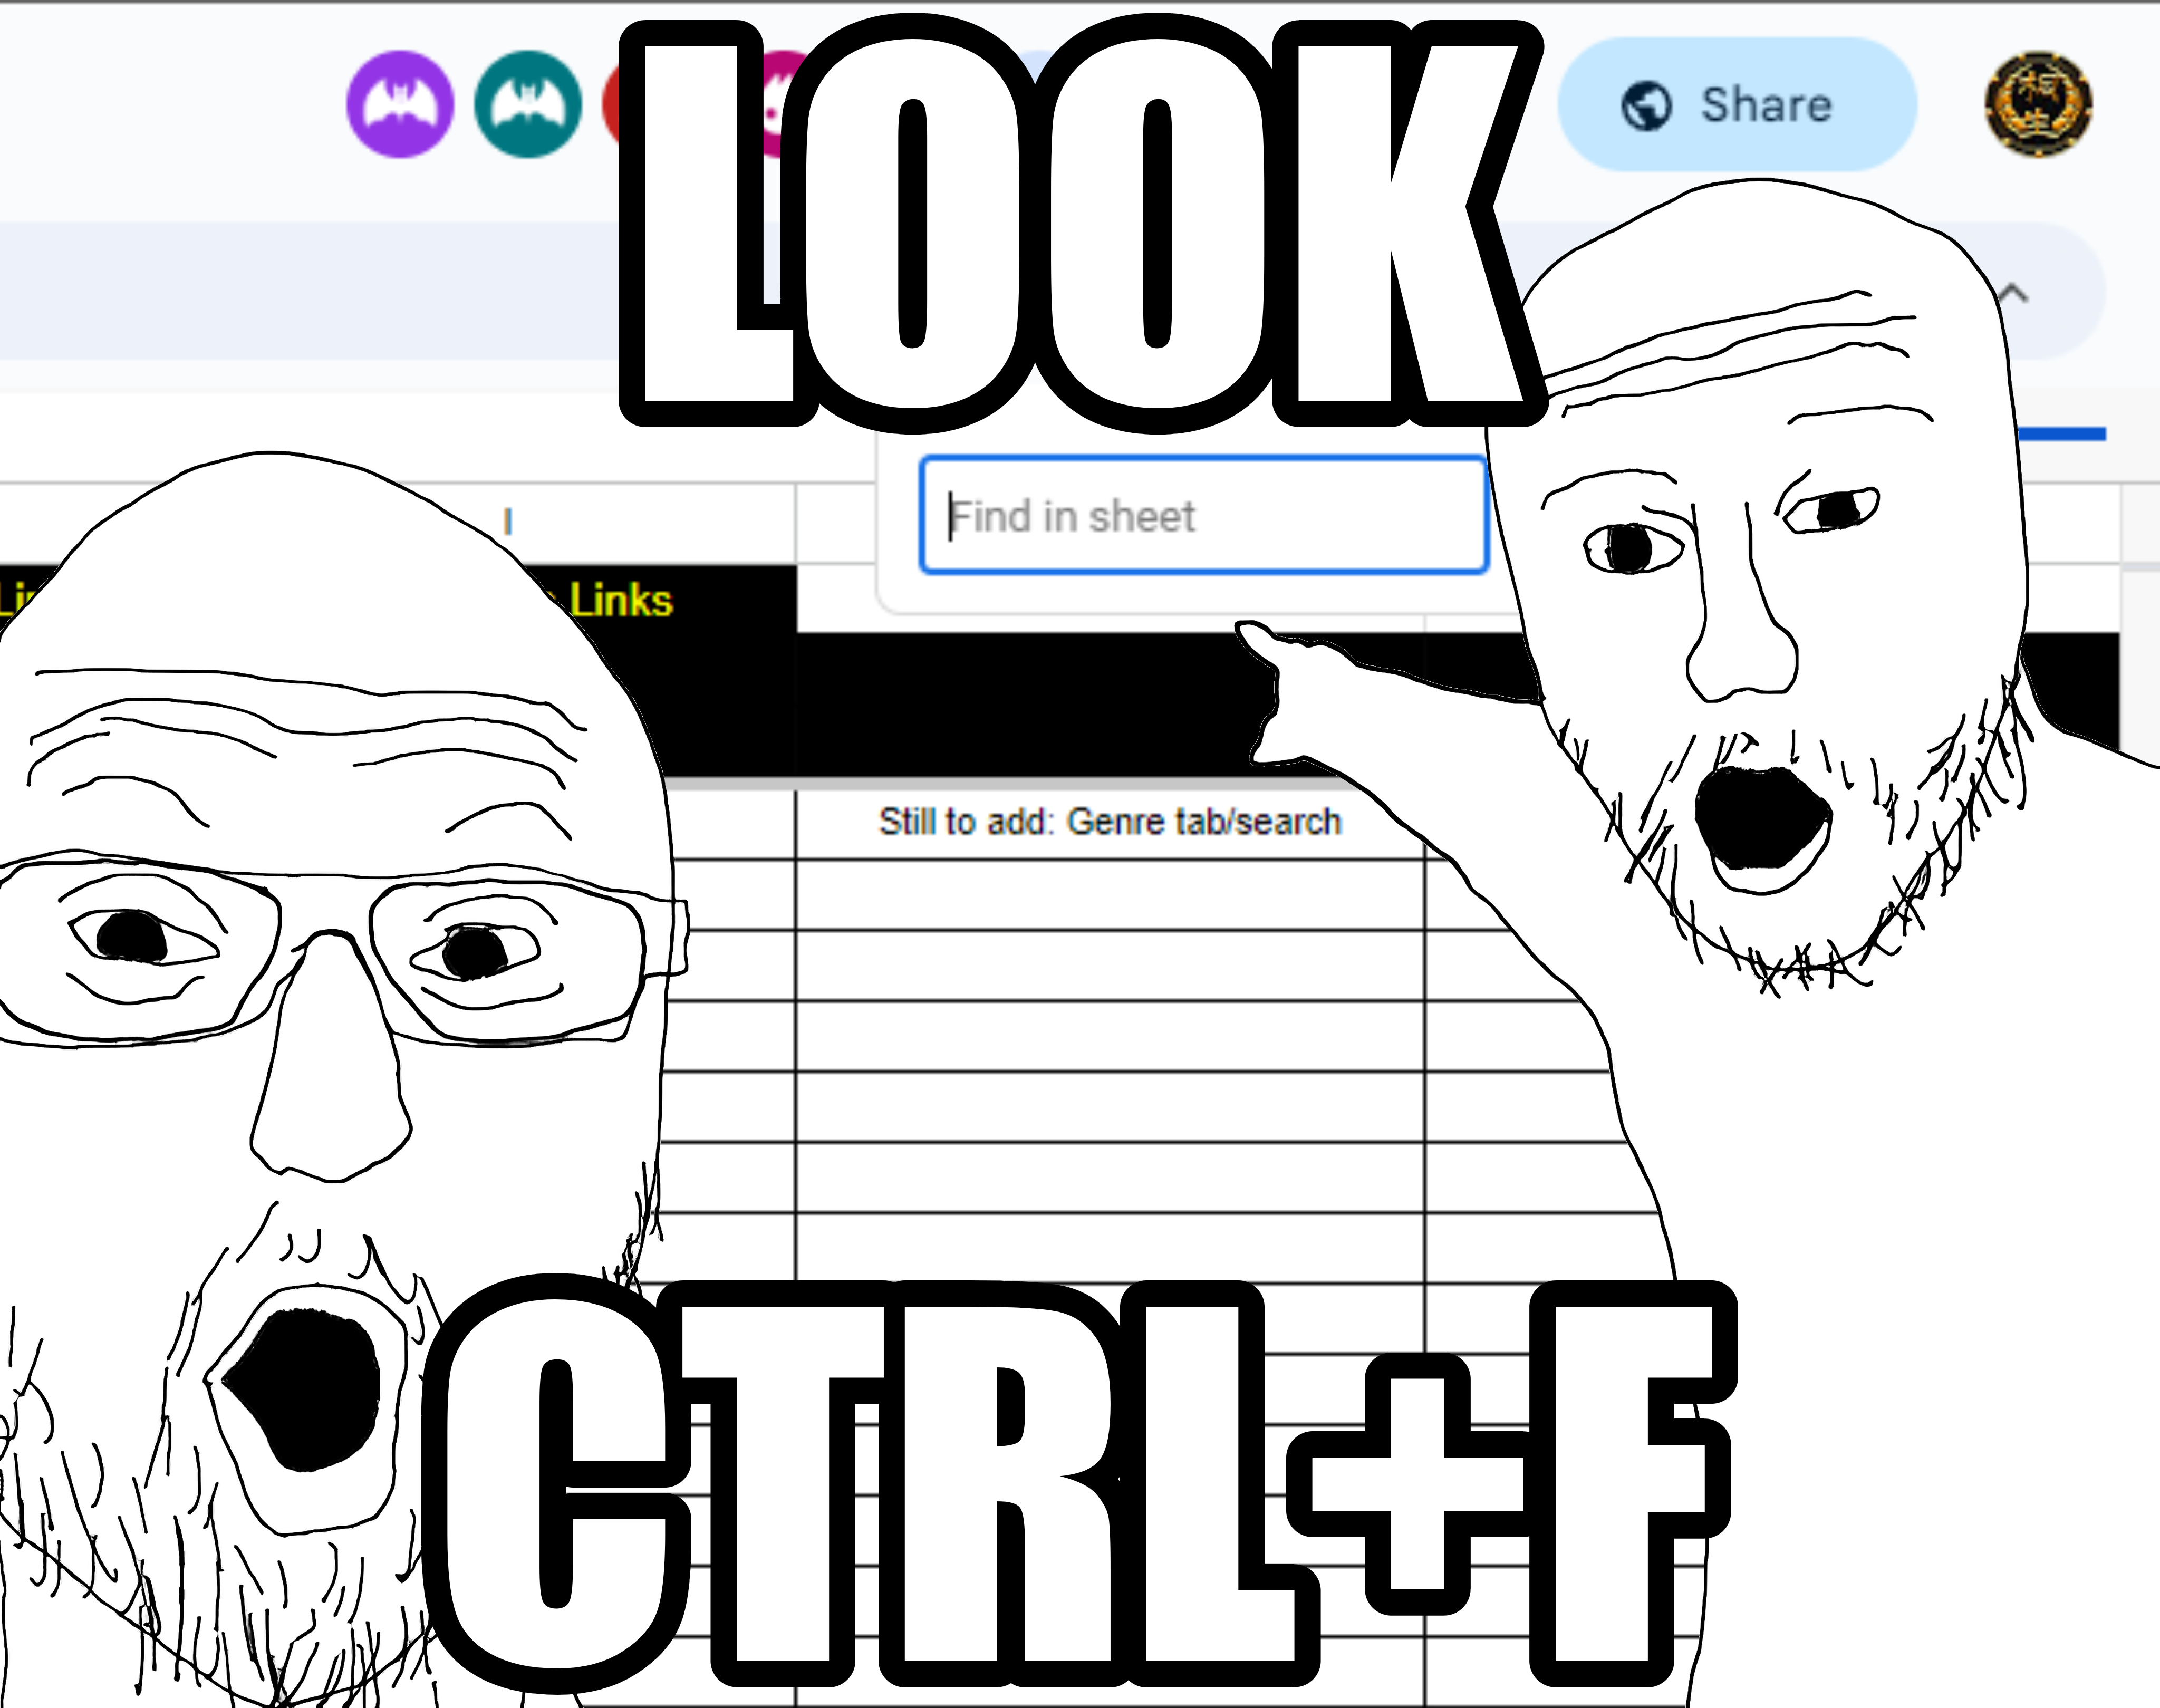 LOOK
Share
Find in sheet
I
Links
Still to add: Genre tab/search
CTRL+F